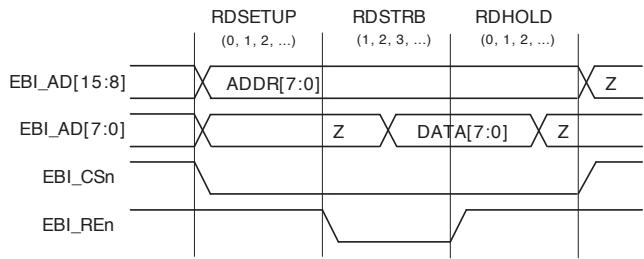 RDSETUP RDSTRB RDHOLD
(0, 1, 2, ...) (1, 2, 3, ...) (0, 1, 2, ...)
EBI_AD[15:8] ADDR[7:0] Z
EBI_AD[7:0] Z DATA[7:0] Z
EBI_CSn
EBI_REn